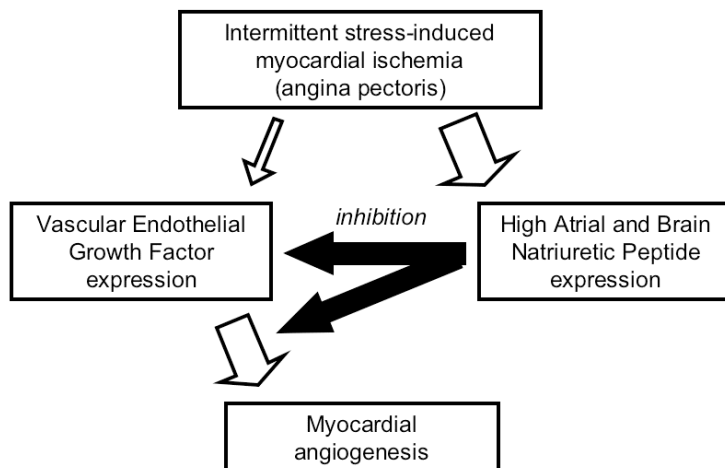 Intermittent stress-induced
myocardial ischemia
(angina pectoris)
inhibition
Vascular Endothelial
Growth Factor
expression
High Atrial and Brain
Natriuretic Peptide
expression
Myocardial
angiogenesis